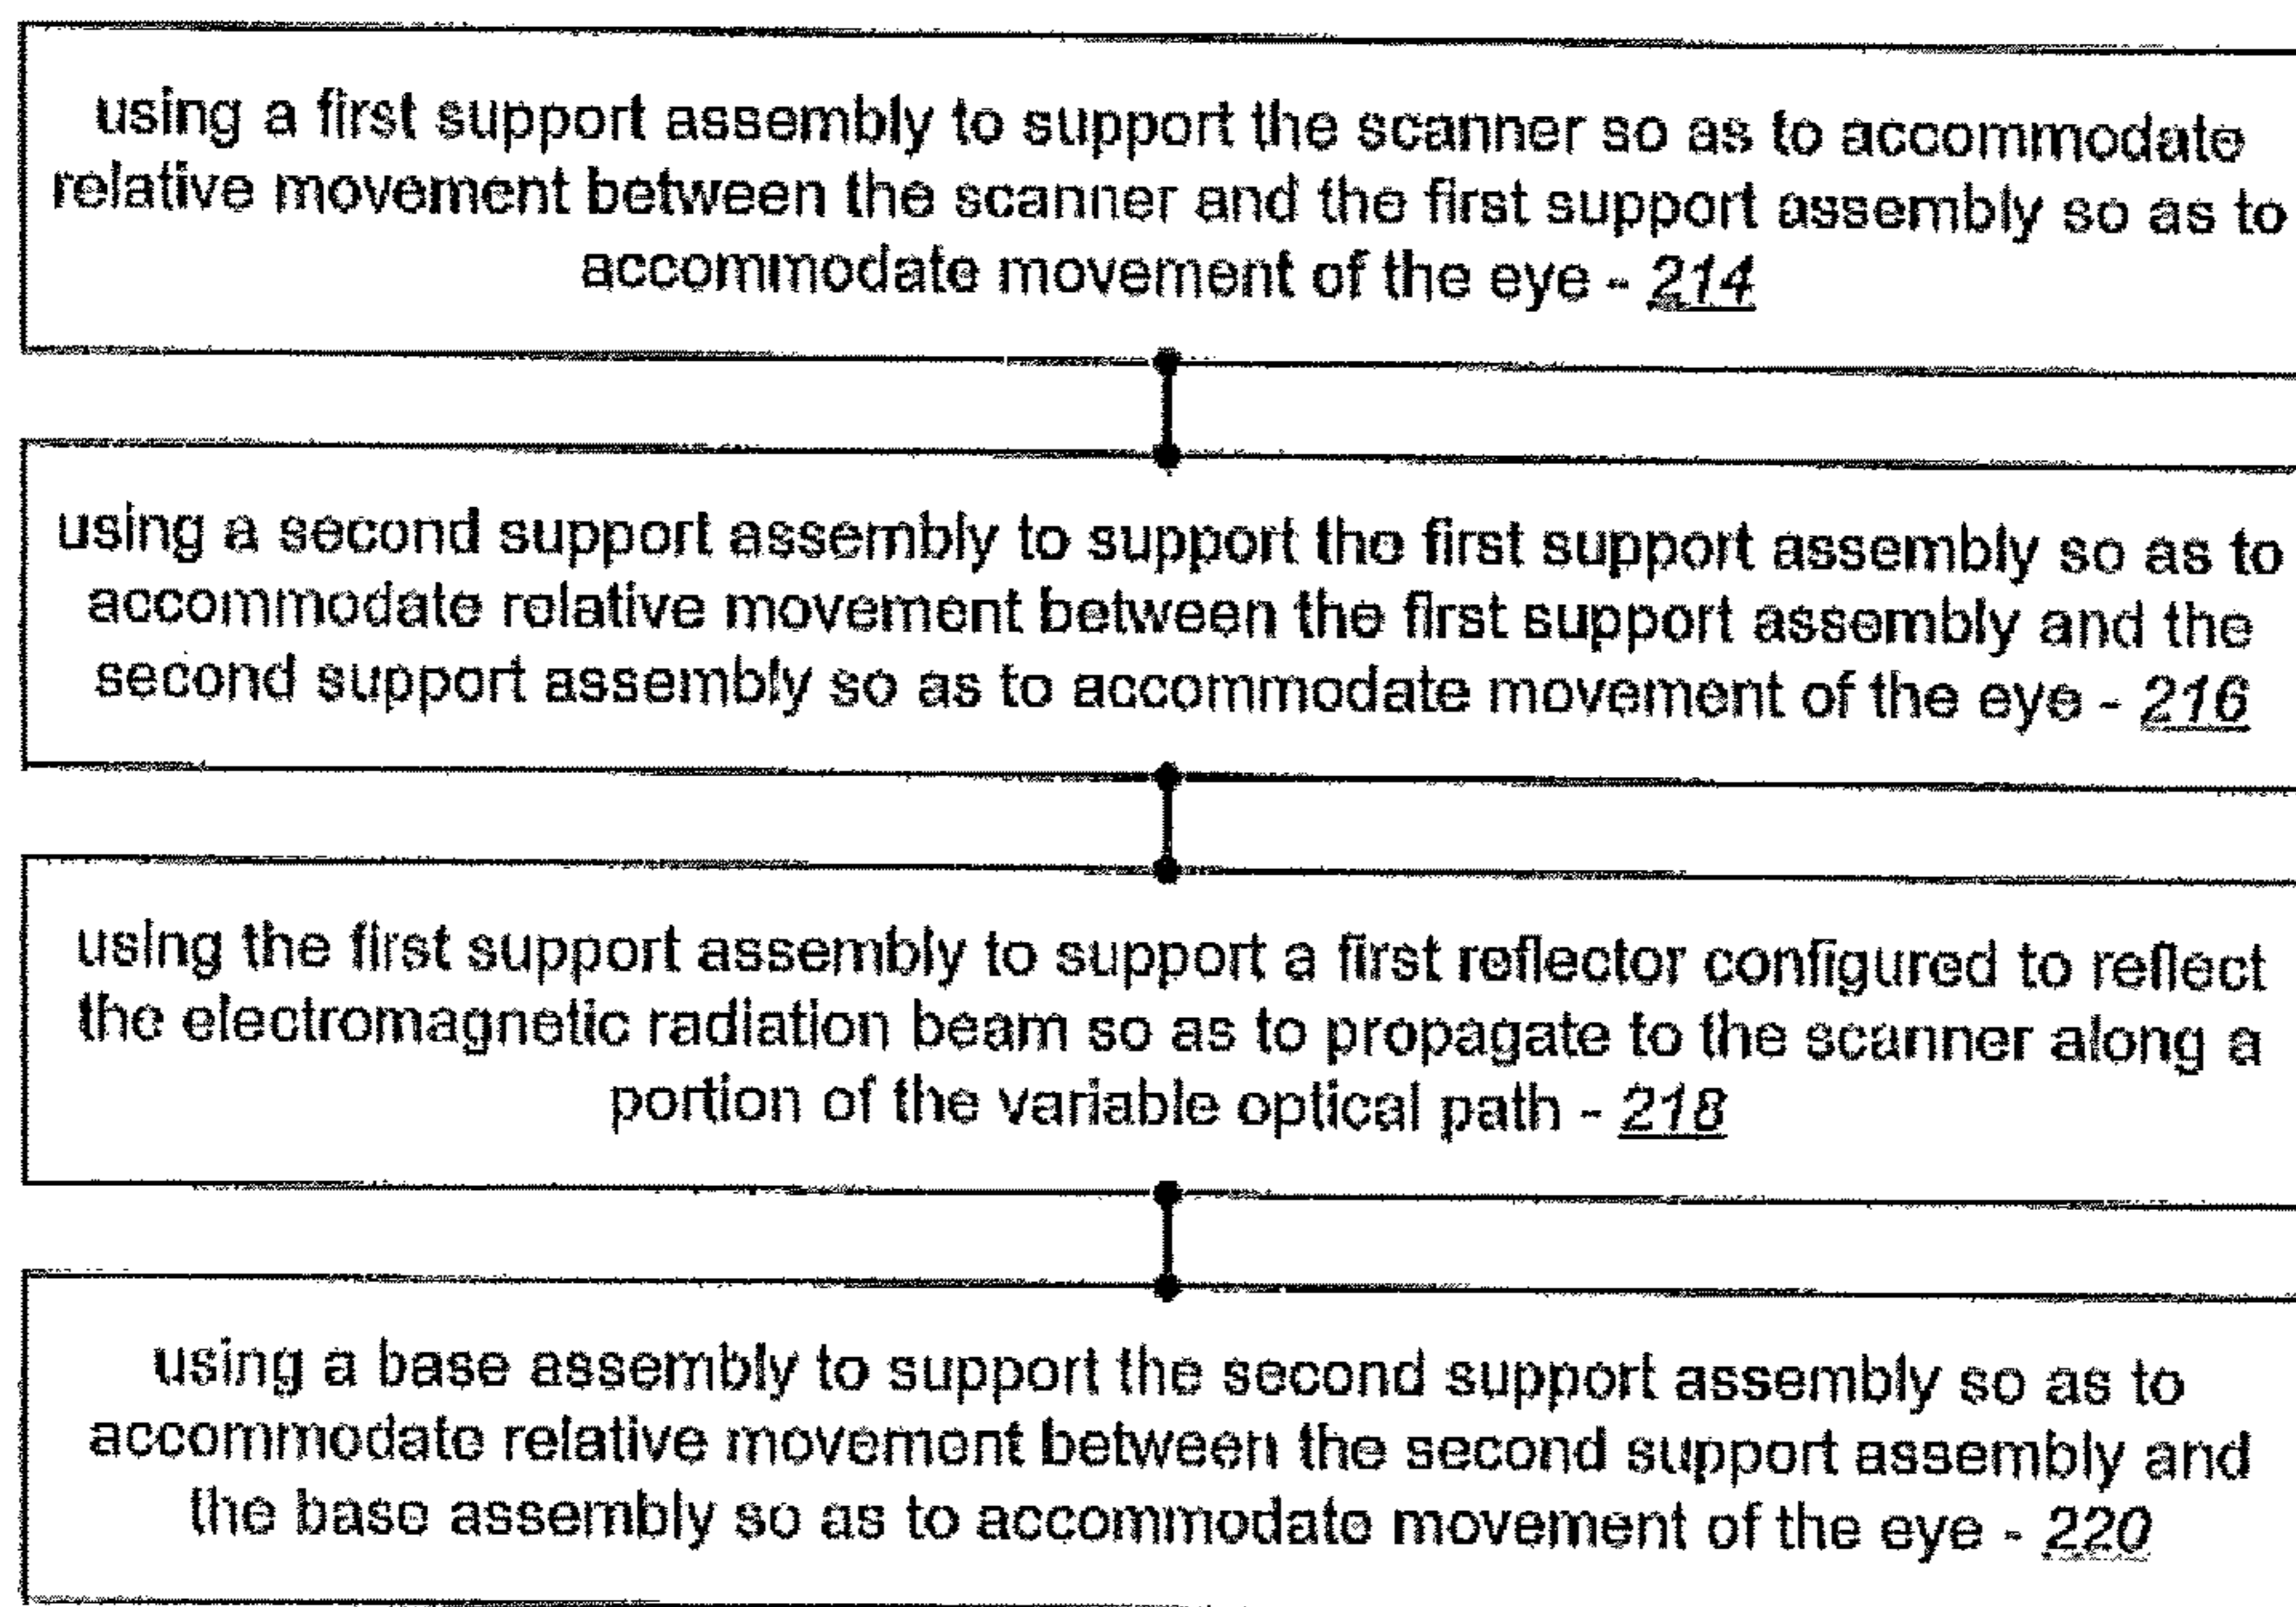 using a first support assembly to support the scanner so as to accommodate
relative movement between the scanner and the first support assembly so as to
accommodate movement of the eye - 214
using a second support assembly to support the first support assembly so as to
accommodate relative movement between the first support assembly and the
second support assembly so as to accommodate movement of the eye - 216
using the first support assembly to support a first reflector configured to reflect
the electromagnetic radiation beam so as to propagate to the scanner along a
portion of the variable optical path - 218
using a base assembly to support the second support assembly so as to
accommodate relative movement between the second support assembly and
the base assembly so as to accommodate movement of the eye - 220